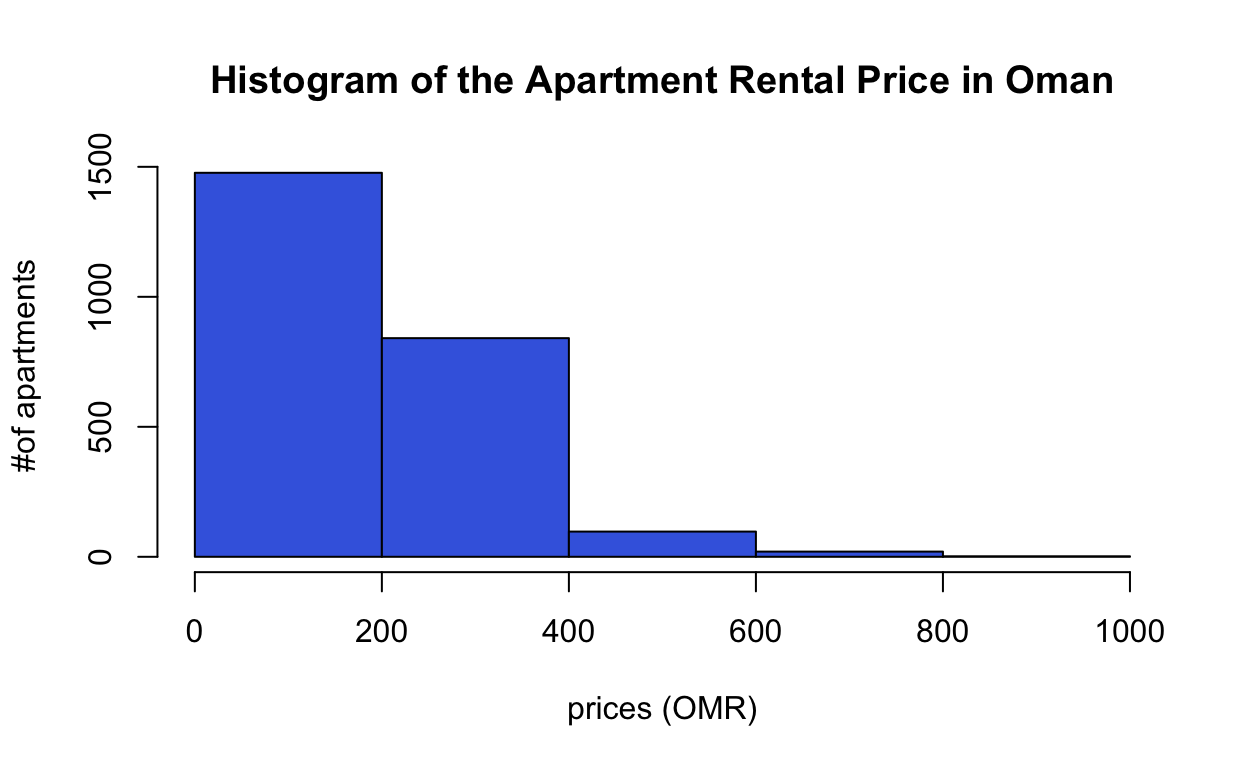 Histogram of the Apartment Rental Price in Oman
#of apartments
1500
1000
500
0
0 200 400 600 800 1000
prices (OMR)